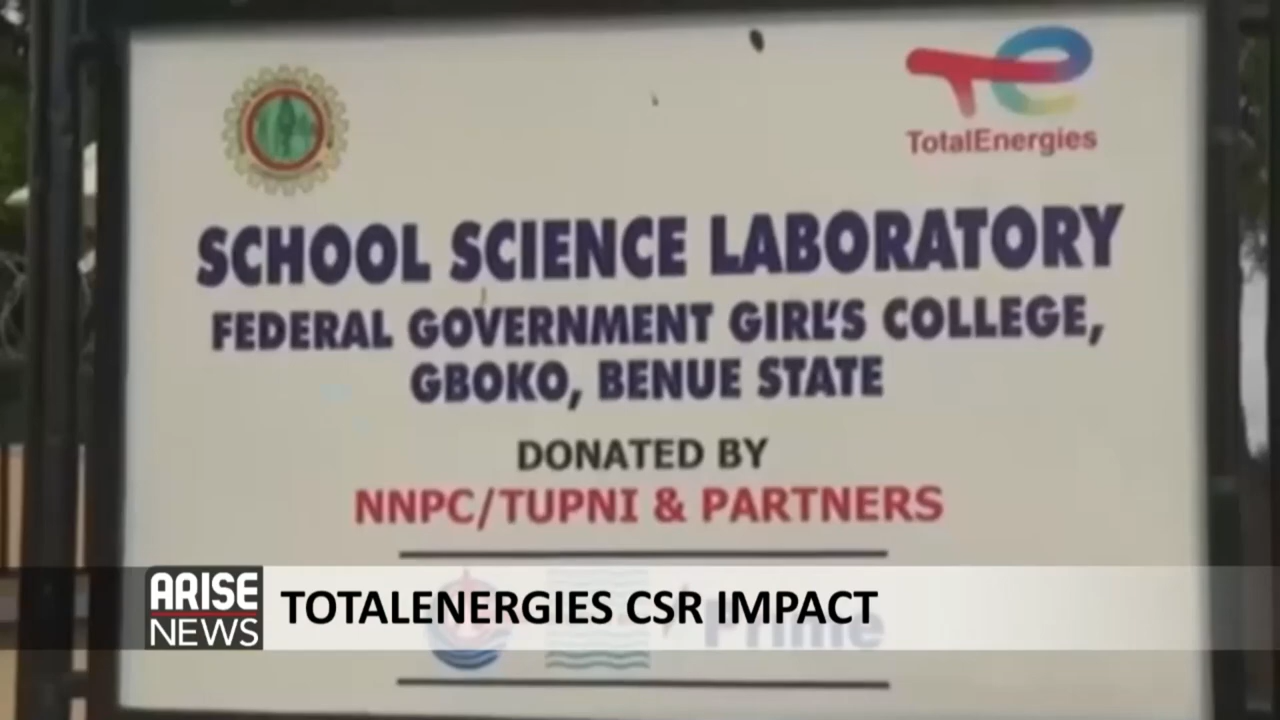 TotalEnergies
SCHOOL SCIENCE LABORATORY
FEDERAL GOVERNMENT GIRL'S COLLEGE,
GBOKO, BENUE STATE
DONATED BY
NNPC/TUPNI & PARTNERS
ARISE
NEWS
TOTALENERGIES CSR IMPACT
Prime